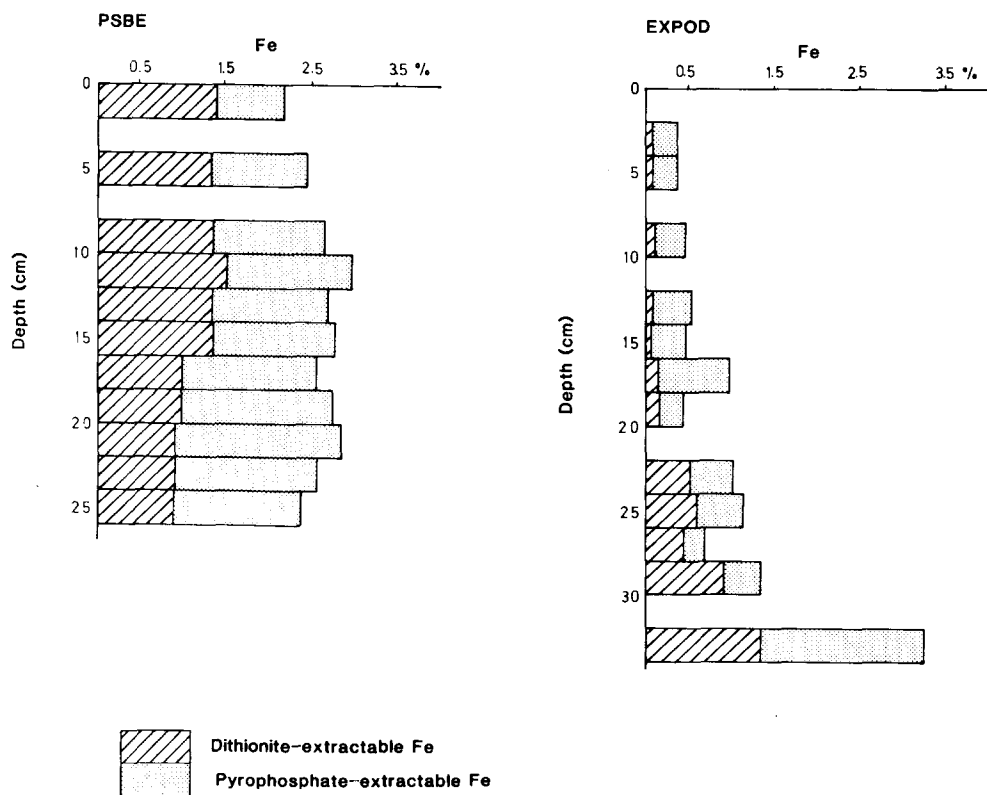 PSBE
Fe
0.5 1.5 2.5 3.5 %
0
5
10
15
20
25
Depth (cm)
EXPOD
Fe
0.5 1.5 2.5 3.5 %
0
5
10
15
20
25
30
Depth (cm)
Dithionite-extractable Fe
Pyrophosphate-extractable Fe